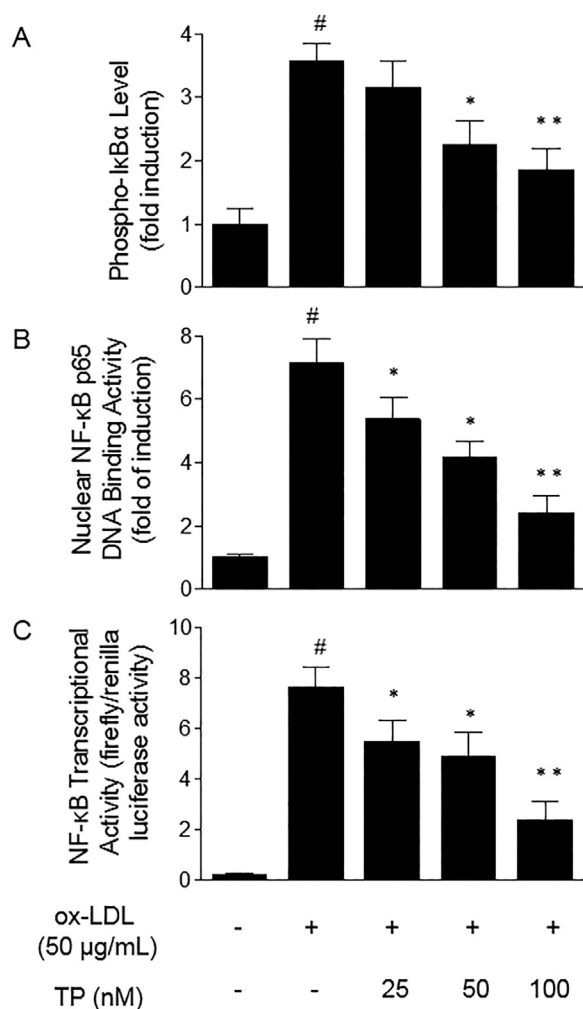 A
Phospho-IκBα Level
(fold induction)
4
3
2
1
0
#
*
**
B
Nuclear NF-κB p65
DNA Binding Activity
(fold of induction)
8
6
4
2
0
#
*
*
**
C
NF-κB Transcriptional
Activity (firefly/renilla
luciferase activity)
10
8
6
4
2
0
#
*
*
**
ox-LDL
(50 µg/mL)
- + + + +
TP (nM) - - 25 50 100